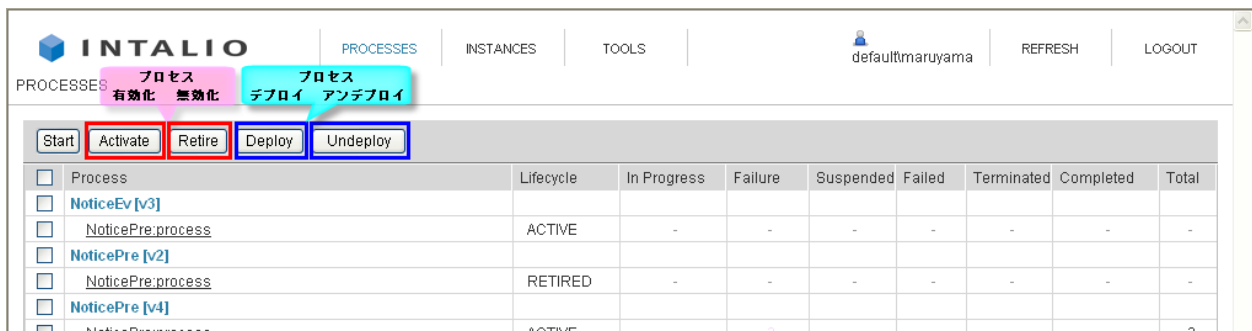 INTALIO
PROCESSES INSTANCES TOOLS
default\maruyama
REFRESH LOGOUT
PROCESSES
プロセス
有効化 無効化
プロセス
デプロイ アンデプロイ
Start Activate Retire Deploy Undeploy
Process Lifecycle In Progress Failure Suspended Failed Terminated Completed Total
NoticeEv [v3]
NoticePre:process ACTIVE - - - - - - -
NoticePre [v2]
NoticePre:process RETIRED - - - - - - -
NoticePre [v4]